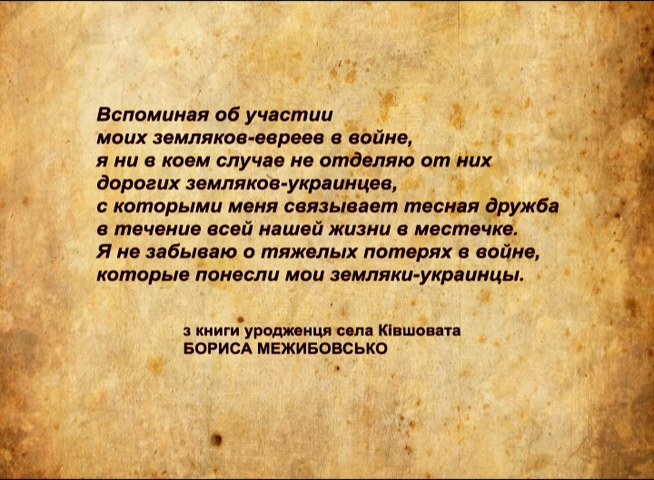 Вспоминая об участии
моих земляков-евреев в войне,
я ни в коем случае не отделяю от них
дорогих земляков-украинцев,
с которыми меня связывает тесная дружба
в течение всей нашей жизни в местечке.
Я не забываю о тяжелых потерях в войне,
которые понесли мои земляки-украинцы.
з книги уродженця села Ківшовата
БОРИСА МЕЖИБОВСЬКО